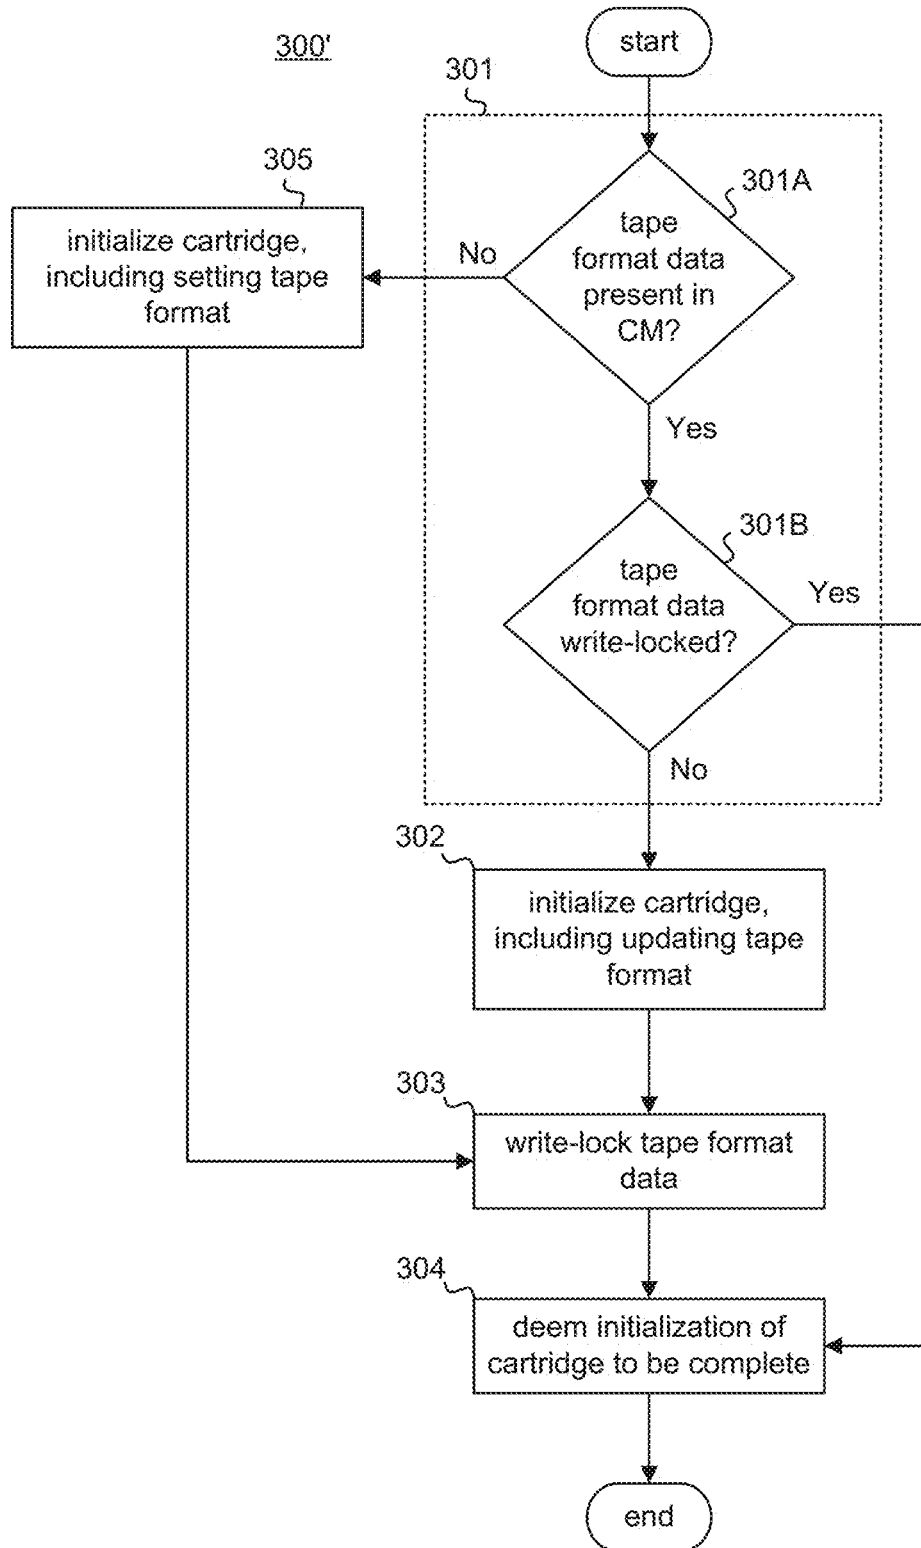 300'
start
301
305
301A
initialize cartridge,
including setting tape
format
No
tape
format data
present in
CM?
Yes
301B
tape
format data
write-locked?
Yes
No
302
initialize cartridge,
including updating tape
format
303
write-lock tape format
data
304
deem initialization of
cartridge to be complete
end